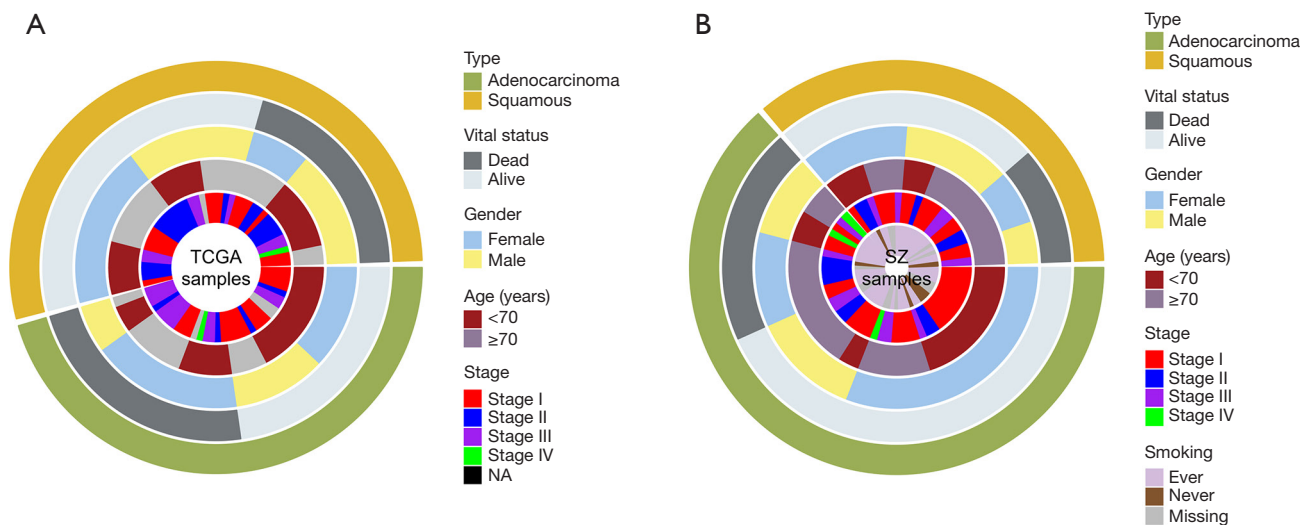 A
Type
Adenocarcinoma
Squamous
Vital status
Dead
Alive
Gender
Female
Male
Age (years)
<70
≥70
Stage
Stage I
Stage II
Stage III
Stage IV
NA
TCGA
samples
B
Type
Adenocarcinoma
Squamous
Vital status
Dead
Alive
Gender
Female
Male
Age (years)
<70
≥70
Stage
Stage I
Stage II
Stage III
Stage IV
Smoking
Ever
Never
Missing
SZ
samples